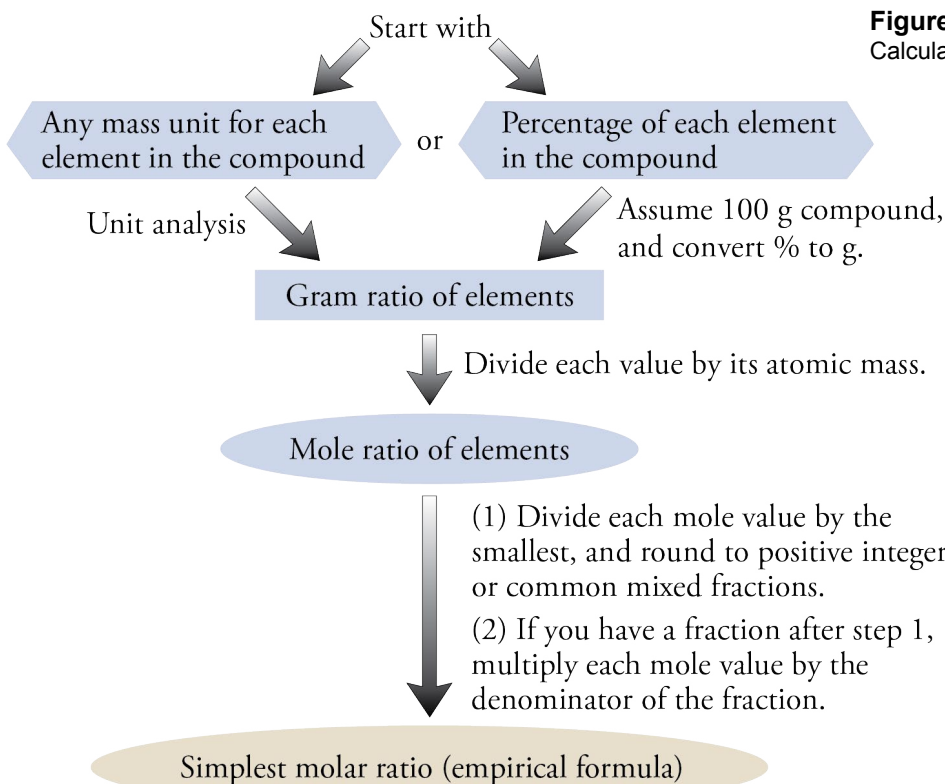 Start with
Figure
Calcula
Any mass unit for each
element in the compound
or
Percentage of each element
in the compound
Unit analysis
Assume 100 g compound,
and convert % to g.
Gram ratio of elements
Divide each value by its atomic mass.
Mole ratio of elements
(1) Divide each mole value by the
smallest, and round to positive integer
or common mixed fractions.
(2) If you have a fraction after step 1,
multiply each mole value by the
denominator of the fraction.
Simplest molar ratio (empirical formula)